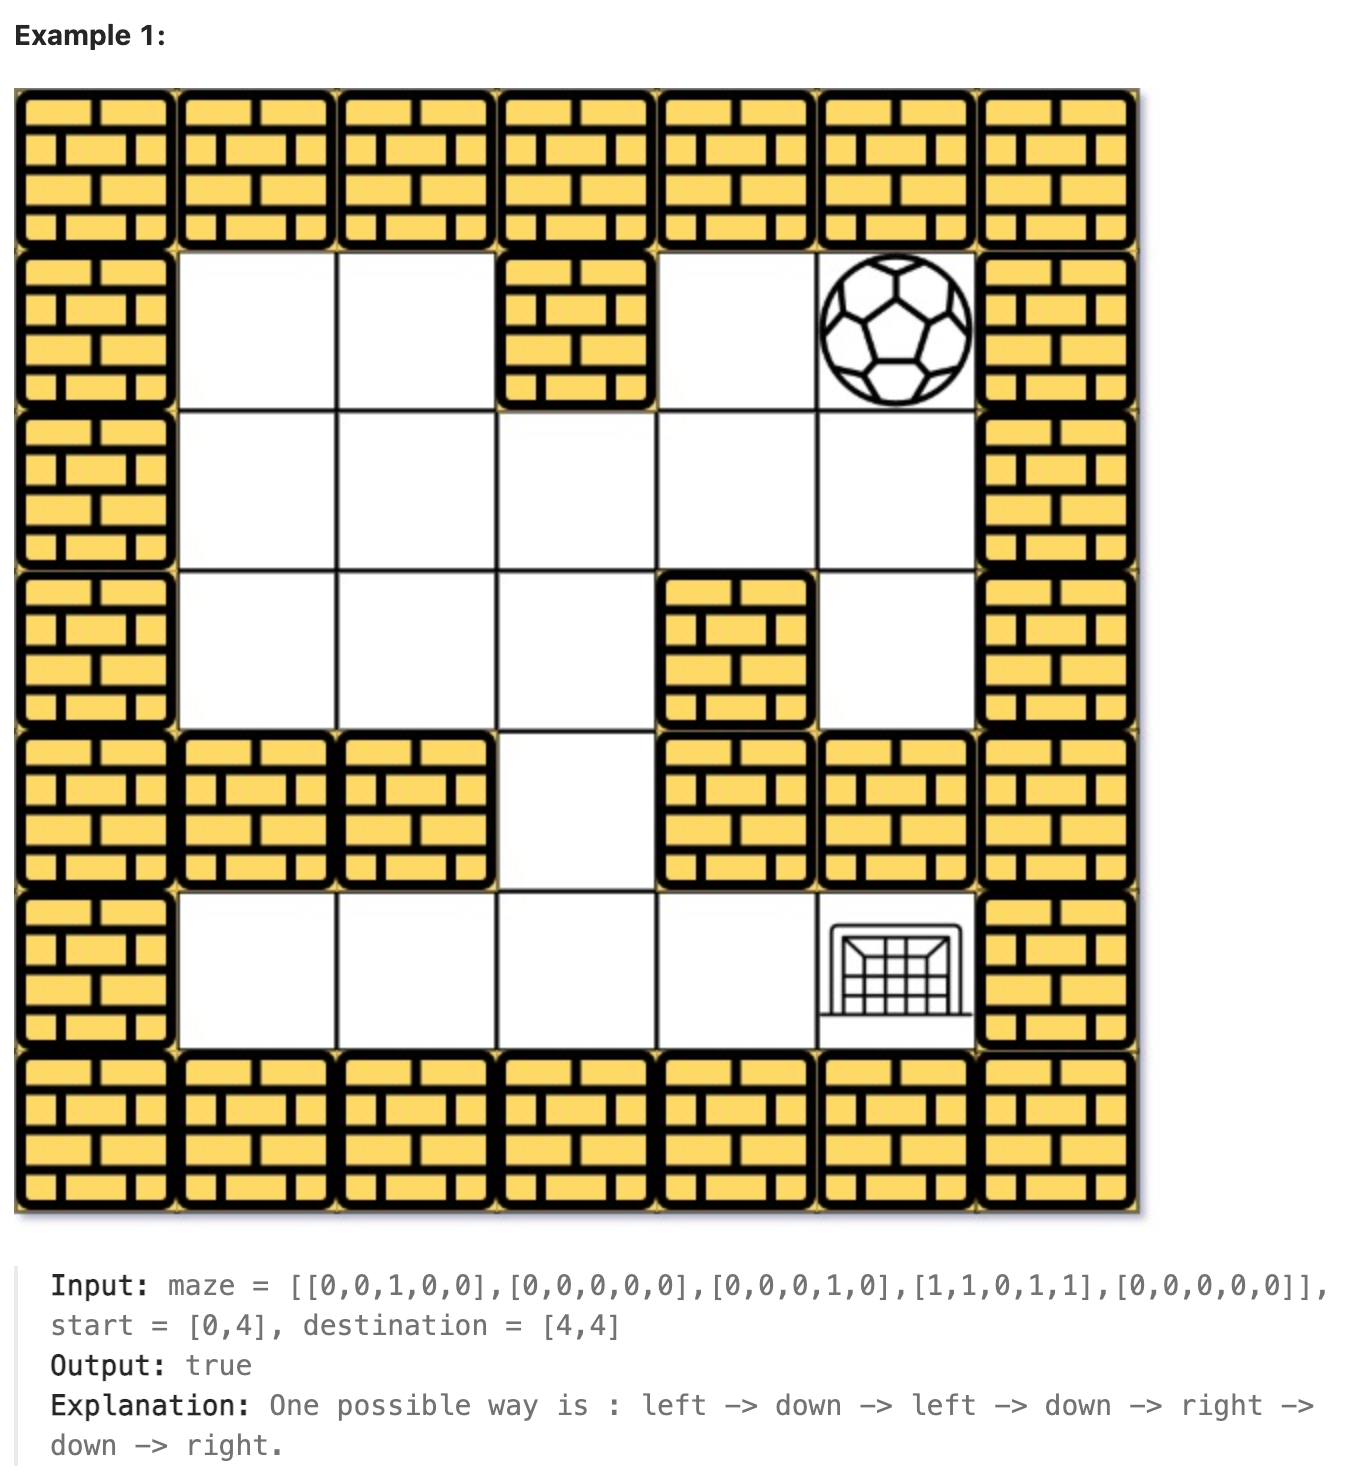 Example 1:
Input: maze = [[0,0,1,0,0],[0,0,0,0,0],[0,0,0,1,0],[1,1,0,1,1],[0,0,0,0,0]],
start = [0,4], destination = [4,4]
Output: true
Explanation: One possible way is : left -> down -> left -> down -> right ->
down -> right.